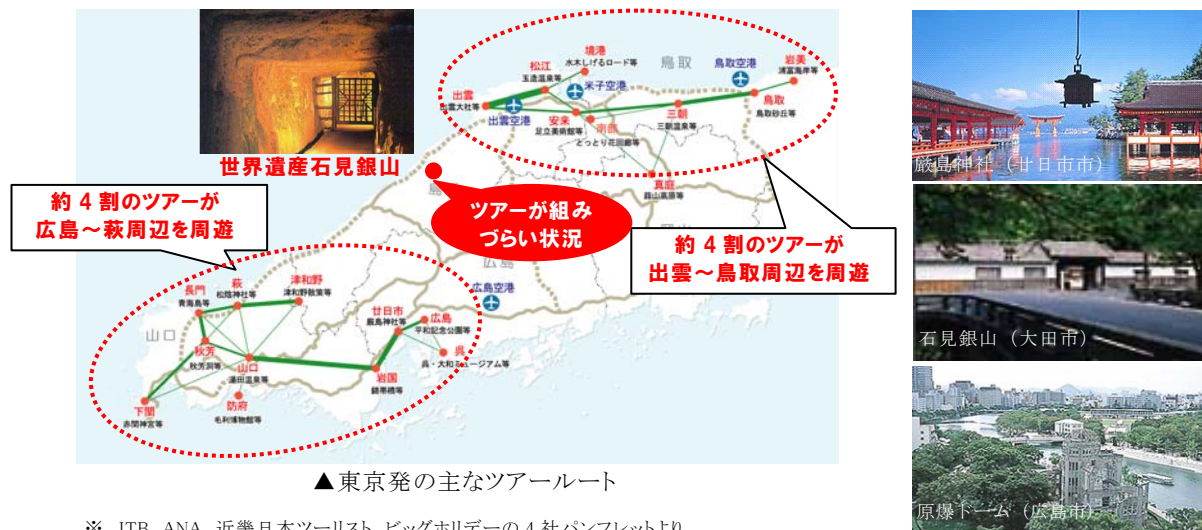 世界遺産石見銀山
約4割のツアーが
広島~萩周辺を周遊
ツアーが組み
づらい状況
約4割のツアーが
出雲~鳥取周辺を周遊
境港
水木しげるロード等
松江
玉造温泉等
米子空港
鳥取
鳥取空港
岩美
浦富海岸等
出雲
出雲大社等
出雲空港
安来
足立美術館等
南部
とっとり花回廊等
三朝
三朝温泉等
鳥取
鳥取砂丘等
真庭
蒜山高原等
島
広島
広島空港
長門
青海島等
萩
松陰神社等
津和野
津和野散策等
山口
秋芳
秋芳洞等
山口
湯田温泉等
下関
赤間神宮等
防府
毛利博物館等
廿日市
厳島神社等
広島
平和記念公園等
呉
呉・大和ミュージアム等
岩国
錦帯橋等
▲東京発の主なツアールート
※ JTB、ANA、近畿日本ツーリスト、ビッグホリデーの4社パンフレットより
厳島神社(廿日市市)
石見銀山(大田市)
原爆ドーム(広島市)